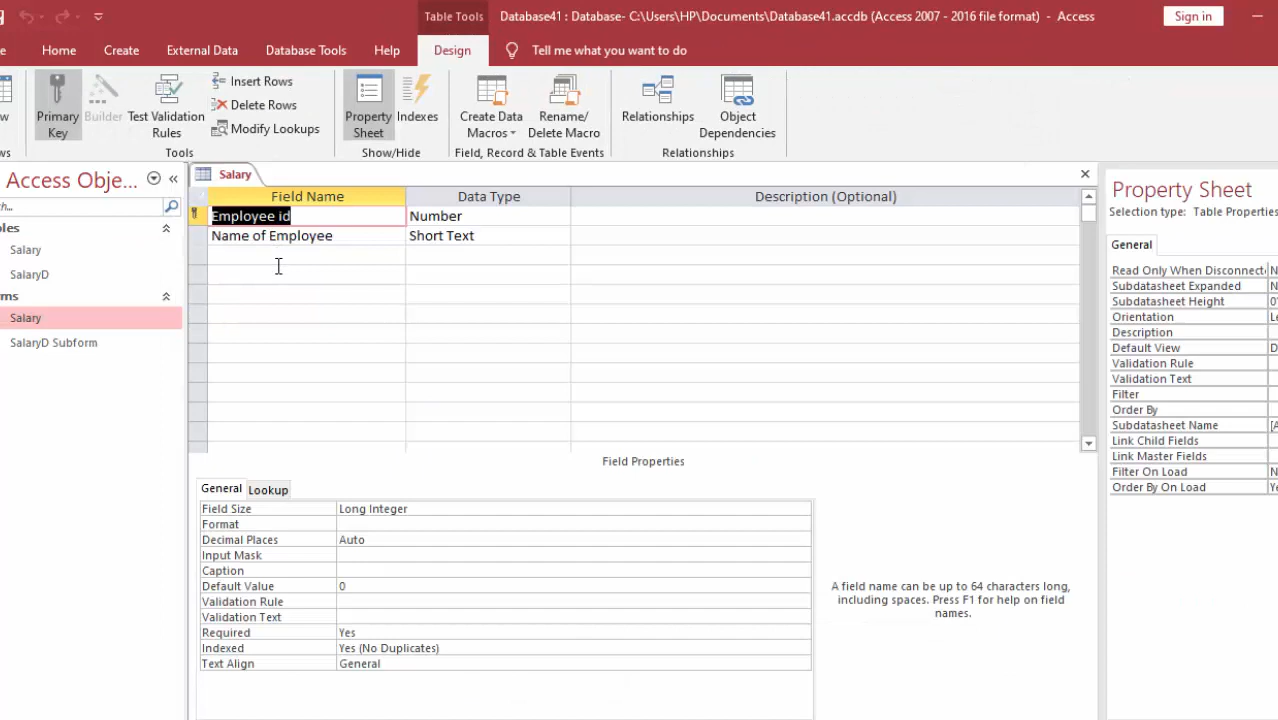 Table Tools
Database41 : Database- C:\Users\HP\Documents\Database41.accdb (Access 2007 - 2016 file format) - Access
Sign in
Home Create External Data Database Tools Help Design Tell me what you want to do
Primary Key
Builder
Test Validation Rules
Insert Rows
Delete Rows
Modify Lookups
Property Sheet
Indexes
Create Data Macros
Rename/ Delete Macro
Relationships
Object Dependencies
Tools
Show/Hide
Field, Record & Table Events
Relationships
Access Obje...
Salary
SalaryD
Salary
SalaryD Subform
Salary
Field Name Data Type Description (Optional)
Employee id Number
Name of Employee Short Text
Field Properties
General Lookup
Field Size Long Integer
Format
Decimal Places Auto
Input Mask
Caption
Default Value 0
Validation Rule
Validation Text
Required Yes
Indexed Yes (No Duplicates)
Text Align General
A field name can be up to 64 characters long,
including spaces. Press F1 for help on field
names.
Property Sheet
Selection type: Table Properties
General
Read Only When Disconnect
Subdatasheet Expanded
Subdatasheet Height
Orientation
Description
Default View
Validation Rule
Validation Text
Filter
Order By
Subdatasheet Name
Link Child Fields
Link Master Fields
Filter On Load
Order By On Load